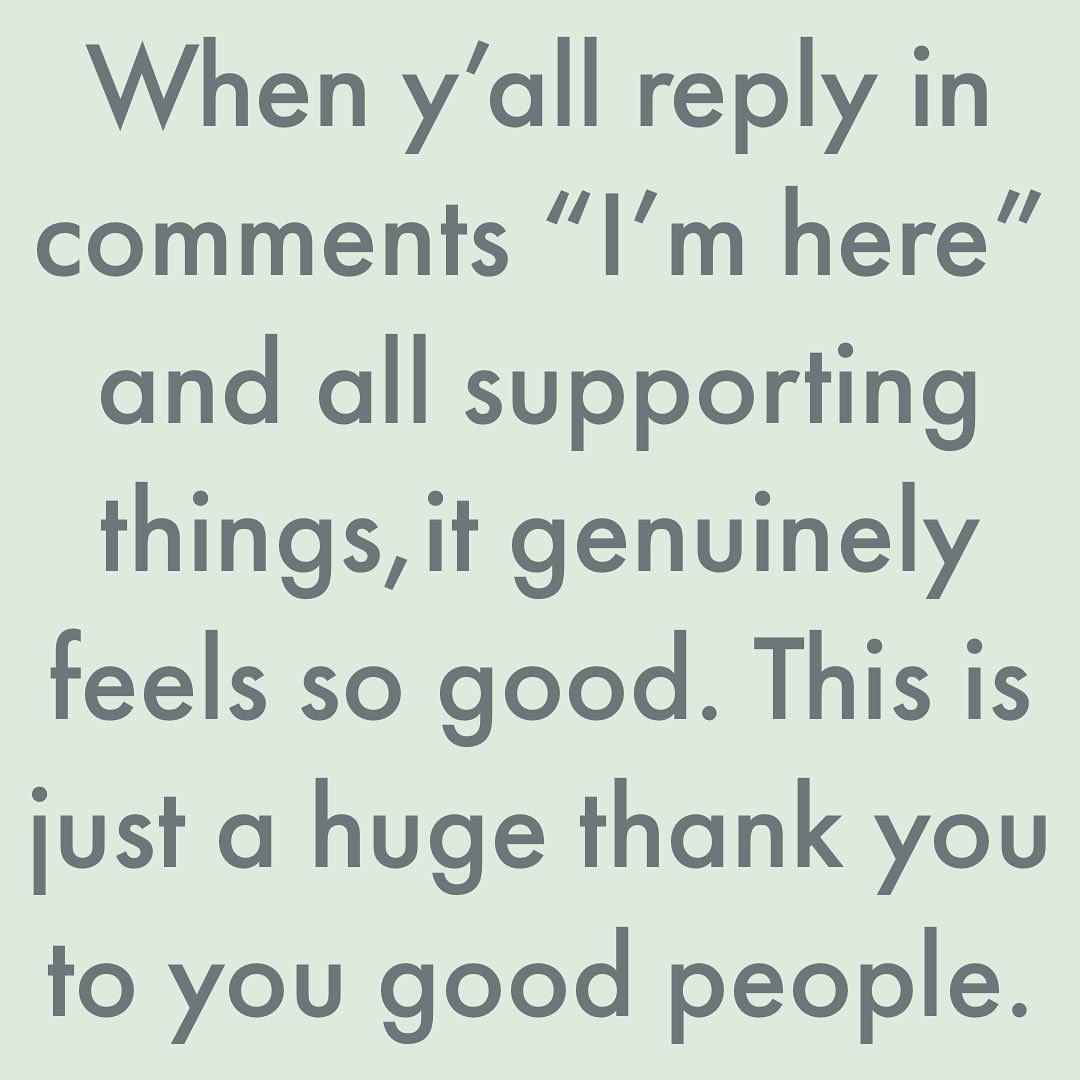 When y’all reply in
comments “I’m here”
and all supporting
things,it genuinely
feels so good. This is
just a huge thank you
to you good people.